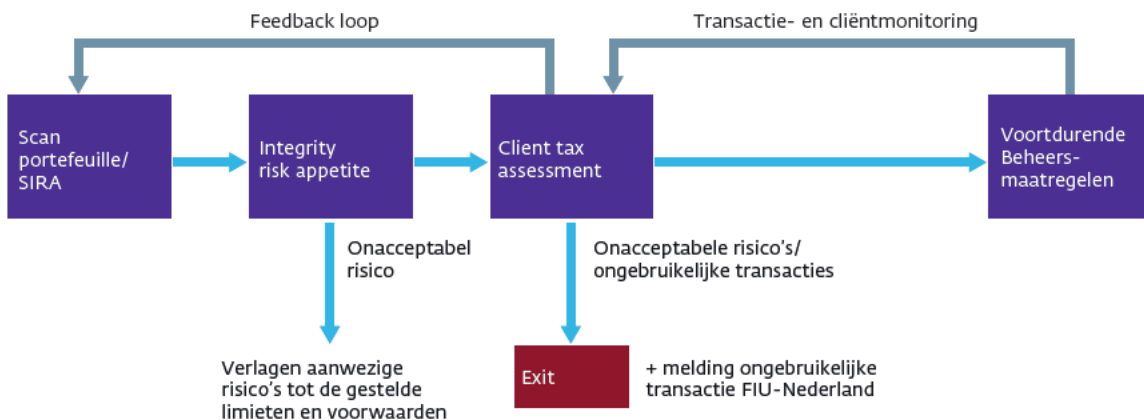 Feedback loop
Transactie- en cliëntmonitoring
Scan
portefeuille/
SIRA
Integrity
risk appetite
Client tax
assessment
Voortdurende
Beheers-
maatregelen
Onacceptabel
risico
Onacceptabele risico's/
ongebruikelijke transacties
Verlagen aanwezige
risico's tot de gestelde
limieten en voorwaarden
Exit
+ melding ongebruikelijke
transactie FIU-Nederland